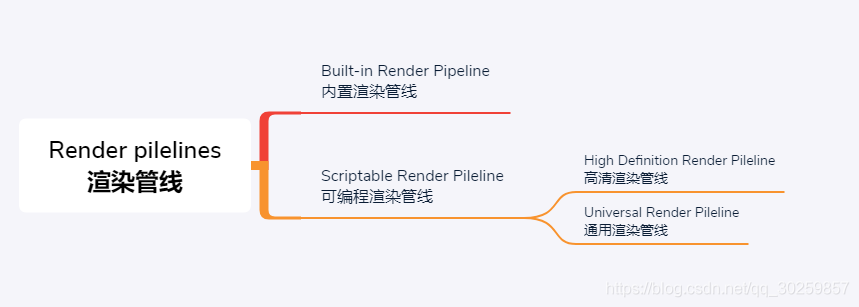 Render pilelines
渲染管线
Built-in Render Pipeline
内置渲染管线
Scriptable Render Pileline
可编程渲染管线
High Definition Render Pileline
高清渲染管线
Universal Render Pileline
通用渲染管线
https://blog.csdn.net/qq_30259857